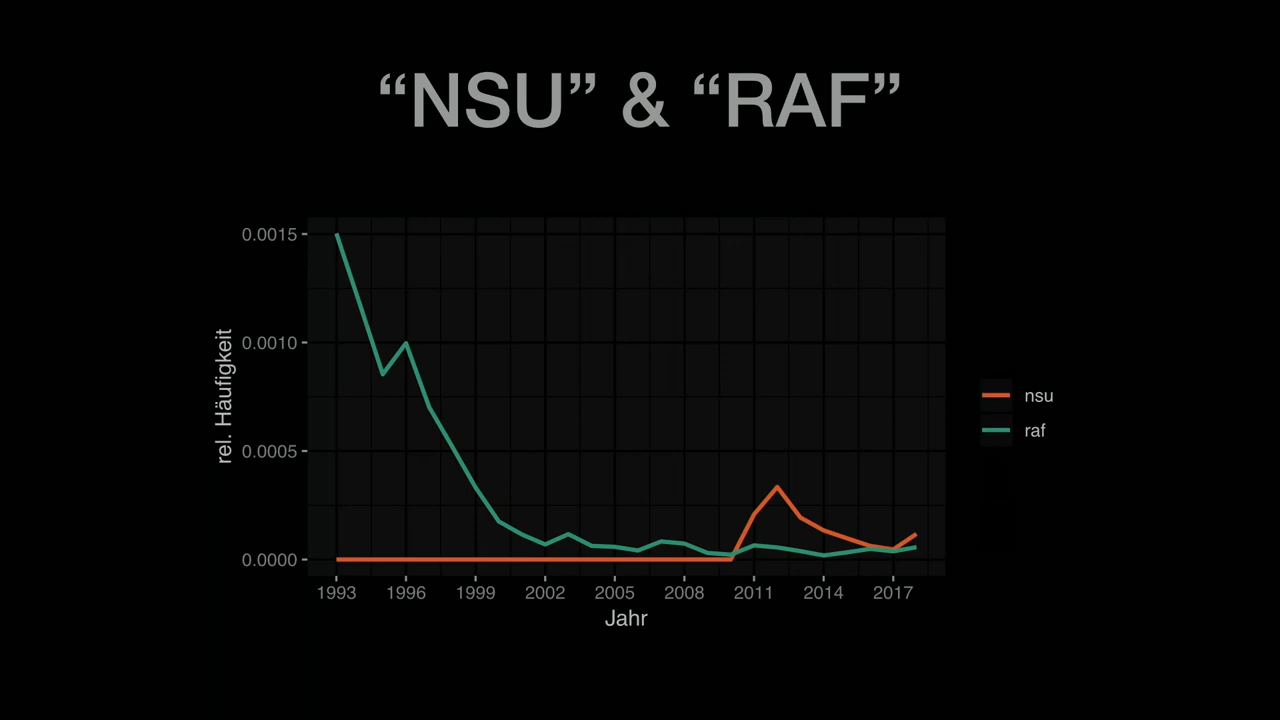 “NSU” & “RAF”
0.0015
0.0010
0.0005
0.0000
rel. Häufigkeit
1993 1996 1999 2002 2005 2008 2011 2014 2017
Jahr
nsu
raf